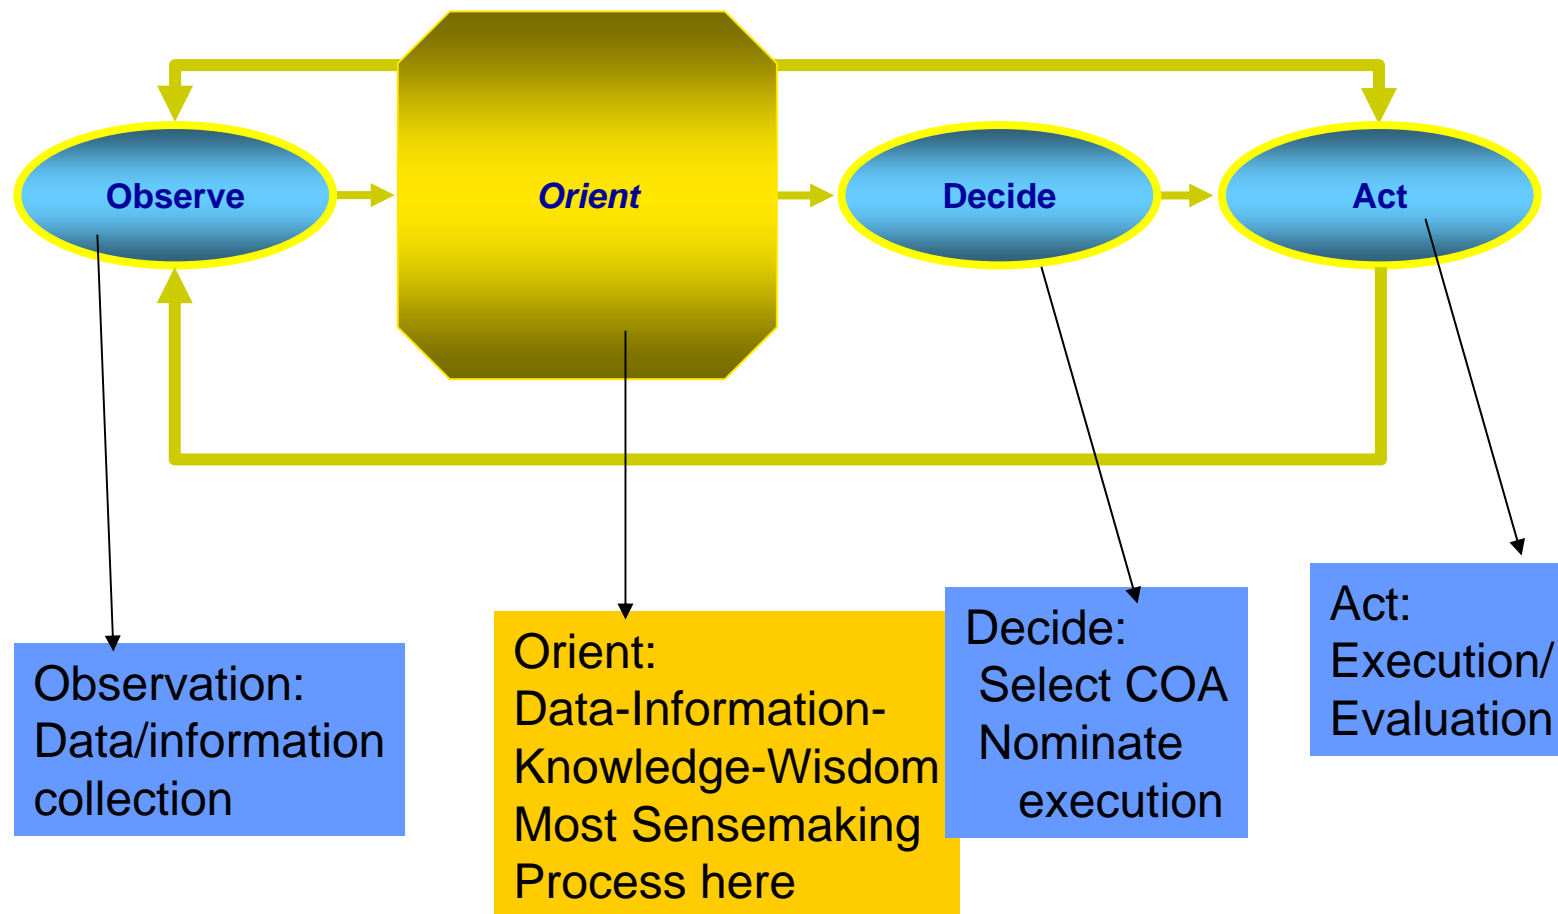 Observe
Orient
Decide
Act
Observation:
Data/information
collection
Orient:
Data-Information-
Knowledge-Wisdom
Most Sensemaking
Process here
Decide:
Select COA
Nominate
execution
Act:
Execution/
Evaluation